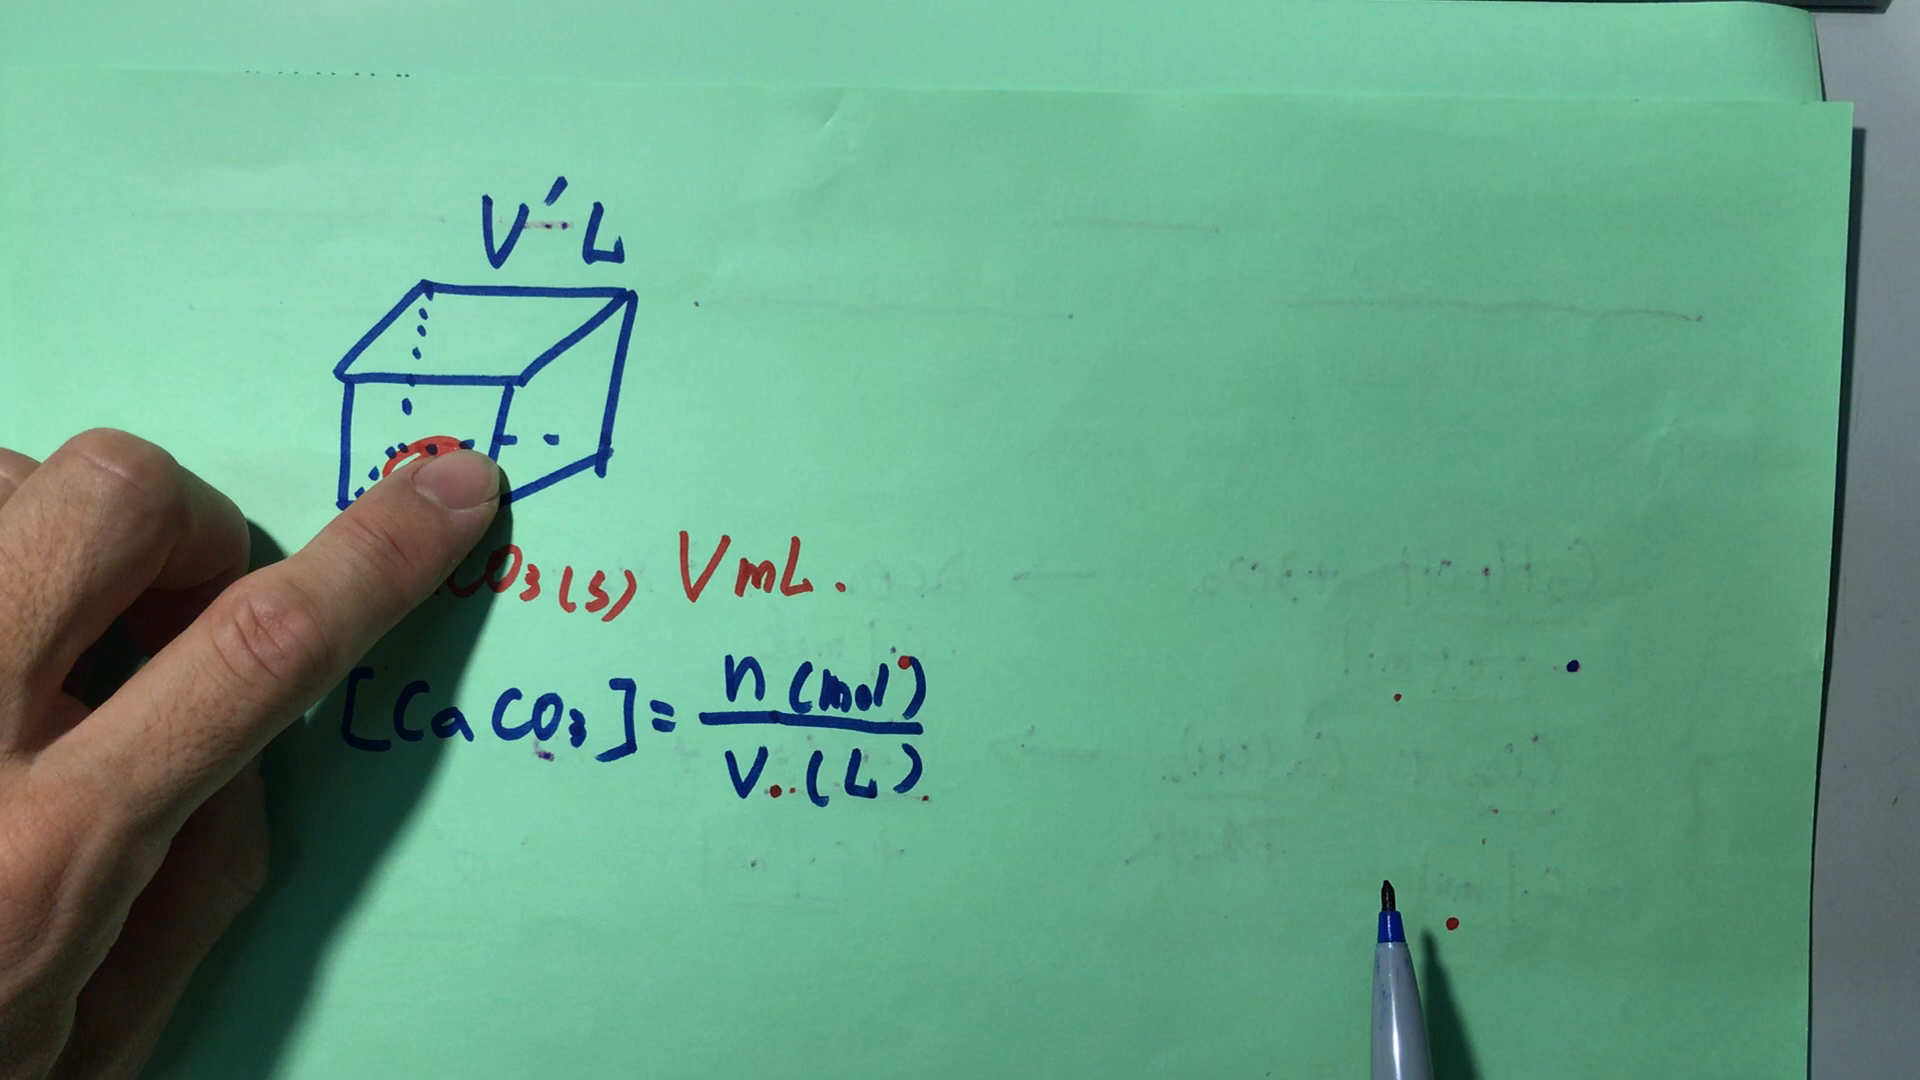 V' L
CO₃(s) V mL.
[CaCO₃] = n (mol) / V. (L)